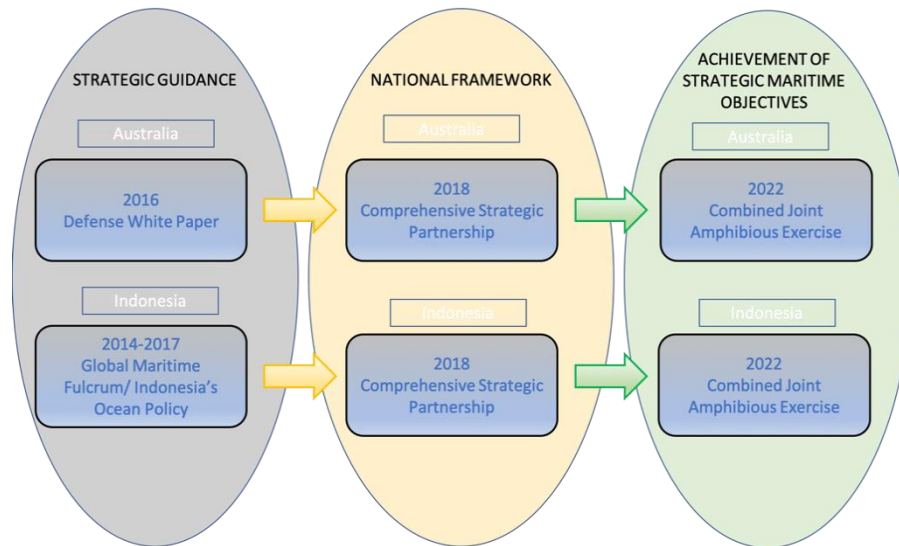 STRATEGIC GUIDANCE
Australia
2016
Defense White Paper
Indonesia
2014-2017
Global Maritime
Fulcrum/ Indonesia's
Ocean Policy
NATIONAL FRAMEWORK
Australia
2018
Comprehensive Strategic
Partnership
Indonesia
2018
Comprehensive Strategic
Partnership
ACHIEVEMENT OF
STRATEGIC MARITIME
OBJECTIVES
Australia
2022
Combined Joint
Amphibious Exercise
Indonesia
2022
Combined Joint
Amphibious Exercise